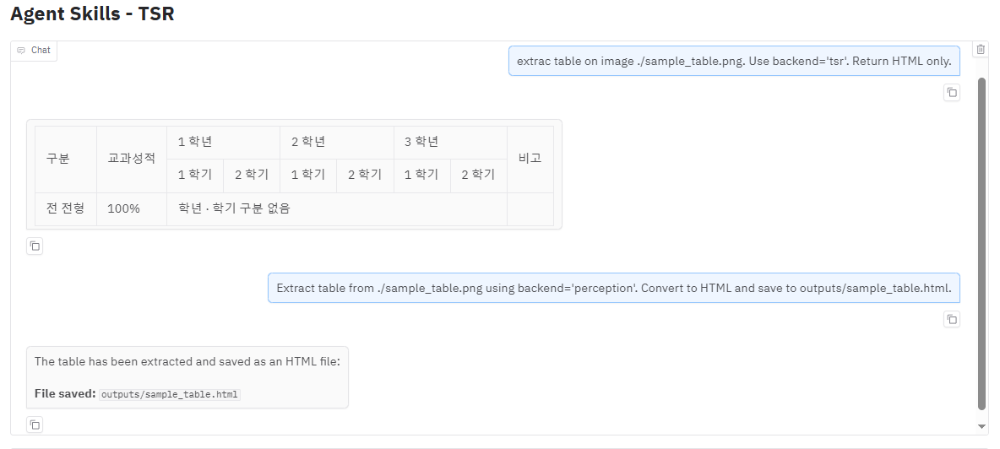 Agent Skills - TSR
Chat
extrac table on image ./sample_table.png. Use backend='tsr'. Return HTML only.
구분 교과성적 1 학년 2 학년 3 학년 비고
1 학기 2 학기 1 학기 2 학기 1 학기 2 학기
전 전형 100% 학년 · 학기 구분 없음
Extract table from ./sample_table.png using backend='perception'. Convert to HTML and save to outputs/sample_table.html.
The table has been extracted and saved as an HTML file:
File saved: outputs/sample_table.html